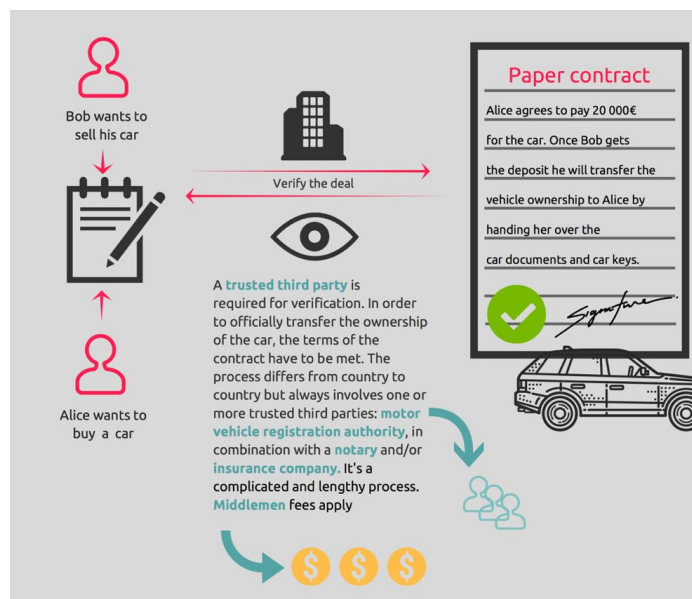 Bob wants to
sell his car
Alice wants to
buy a car
Verify the deal
A trusted third party is
required for verification. In order
to officially transfer the ownership
of the car, the terms of the
contract have to be met. The
process differs from country to
country but always involves one or
more trusted third parties: motor
vehicle registration authority, in
combination with a notary and/or
insurance company. It's a
complicated and lengthy process.
Middlemen fees apply
$ $ $
Paper contract
Alice agrees to pay 20 000€
for the car. Once Bob gets
the deposit he will transfer the
vehicle ownership to Alice by
handing her over the
car documents and car keys.
Signature